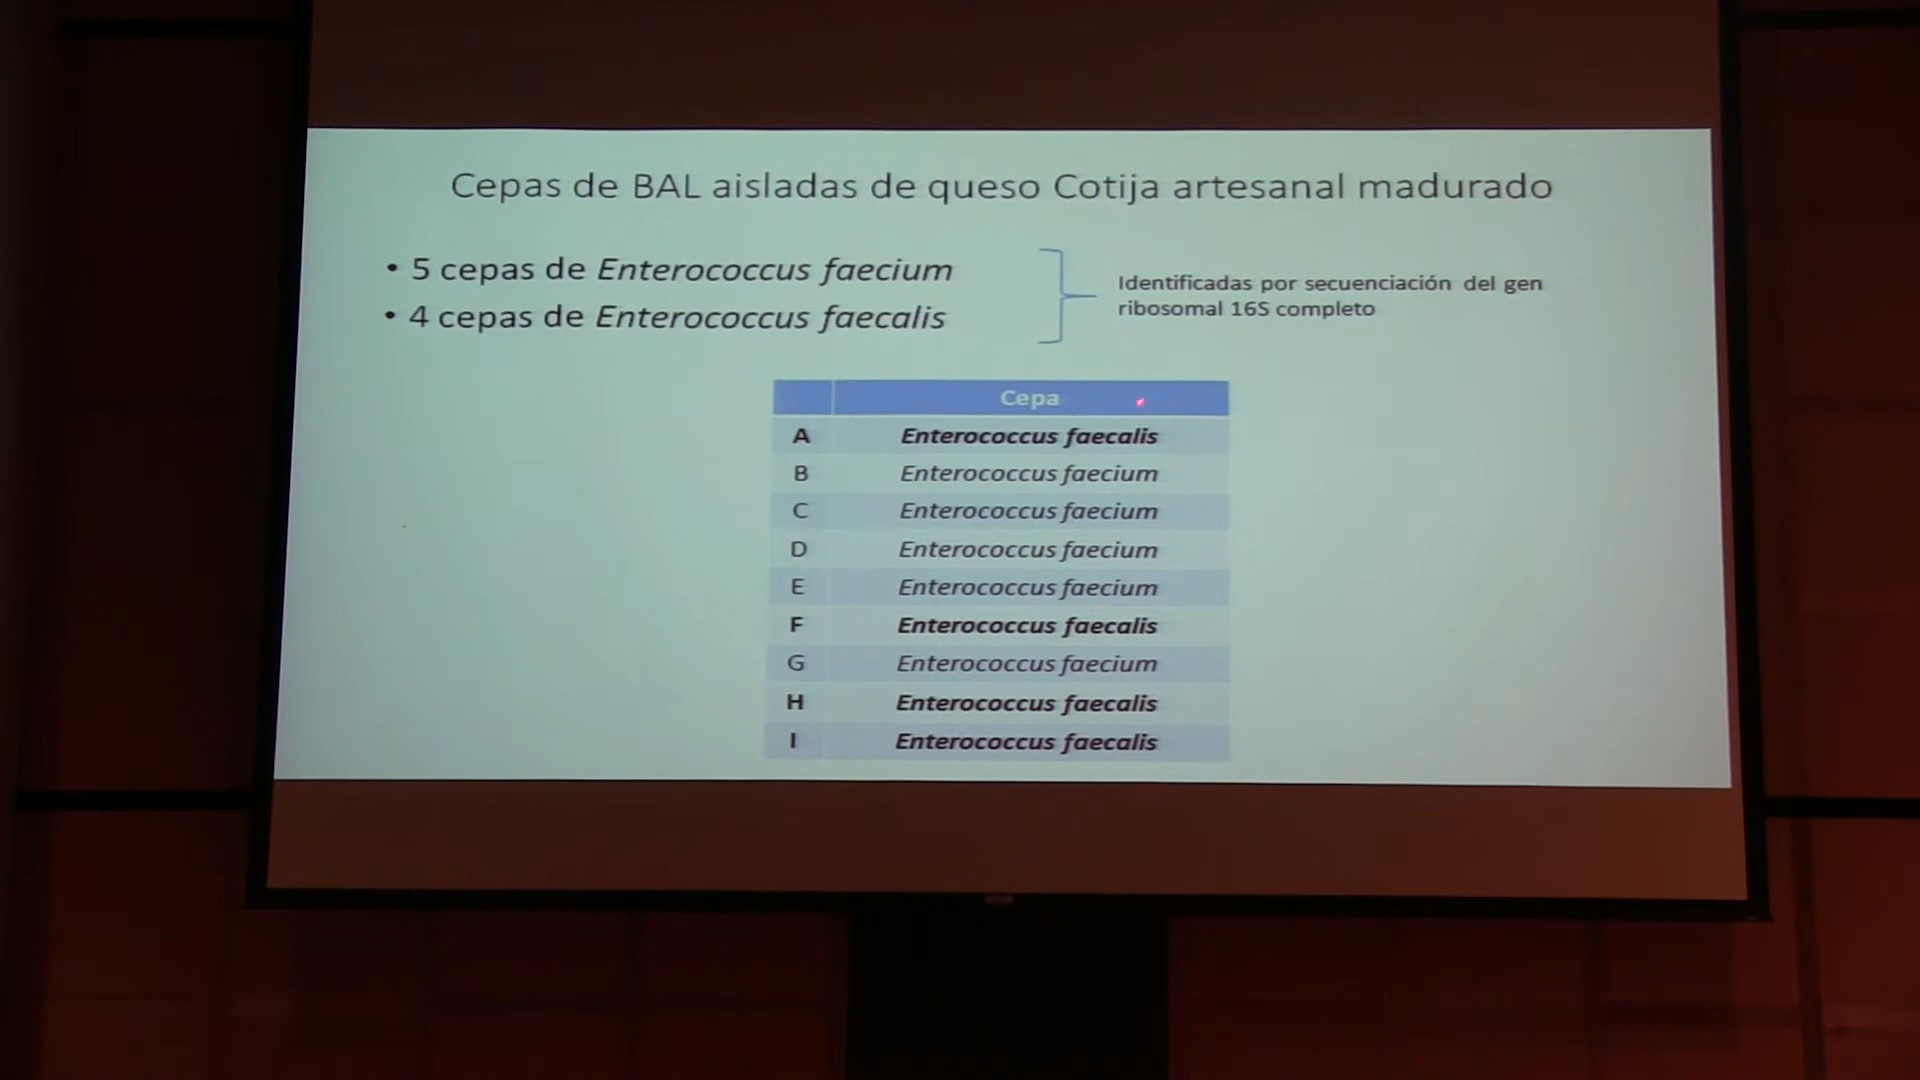 Cepas de BAL aisladas de queso Cotija artesanal madurado
• 5 cepas de Enterococcus faecium
• 4 cepas de Enterococcus faecalis
Identificadas por secuenciación del gen
ribosomal 16S completo
Cepa
A Enterococcus faecalis
B Enterococcus faecium
C Enterococcus faecium
D Enterococcus faecium
E Enterococcus faecium
F Enterococcus faecalis
G Enterococcus faecium
H Enterococcus faecalis
I Enterococcus faecalis